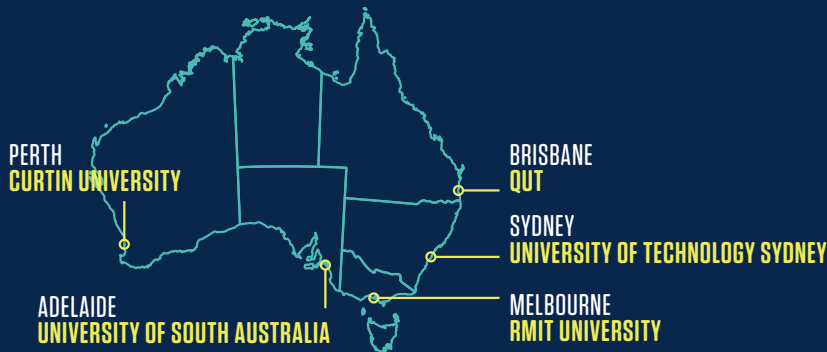 PERTH
CURTIN UNIVERSITY
BRISBANE
QUT
SYDNEY
UNIVERSITY OF TECHNOLOGY SYDNEY
ADELAIDE
UNIVERSITY OF SOUTH AUSTRALIA
MELBOURNE
RMIT UNIVERSITY